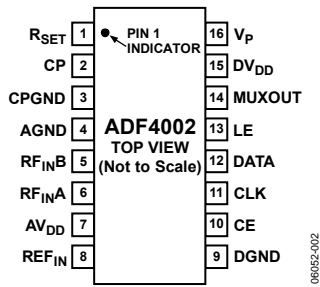 RSET 1 PIN 1 INDICATOR 16 VP
CP 2 15 DVDD
CPGND 3 14 MUXOUT
AGND 4 ADF4002 13 LE
RFINB 5 TOP VIEW 12 DATA
RFINA 6 (Not to Scale) 11 CLK
AVDD 7 10 CE
REFIN 8 9 DGND
06052-002